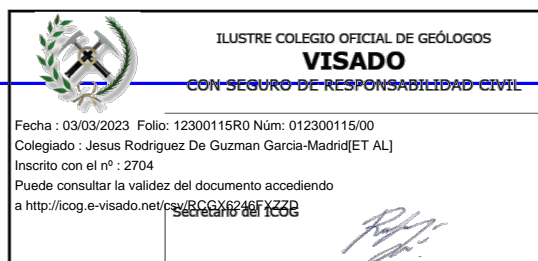 ILUSTRE COLEGIO OFICIAL DE GEÓLOGOS
VISADO
CON SEGURO DE RESPONSABILIDAD CIVIL
Fecha : 03/03/2023 Folio: 12300115R0 Núm: 012300115/00
Colegiado : Jesus Rodriguez De Guzman Garcia-Madrid[ET AL]
Inscrito con el nº : 2704
Puede consultar la validez del documento accediendo
a http://icog.e-visado.net/csv/RCGX6246FXZZD
Secretario del ICOG